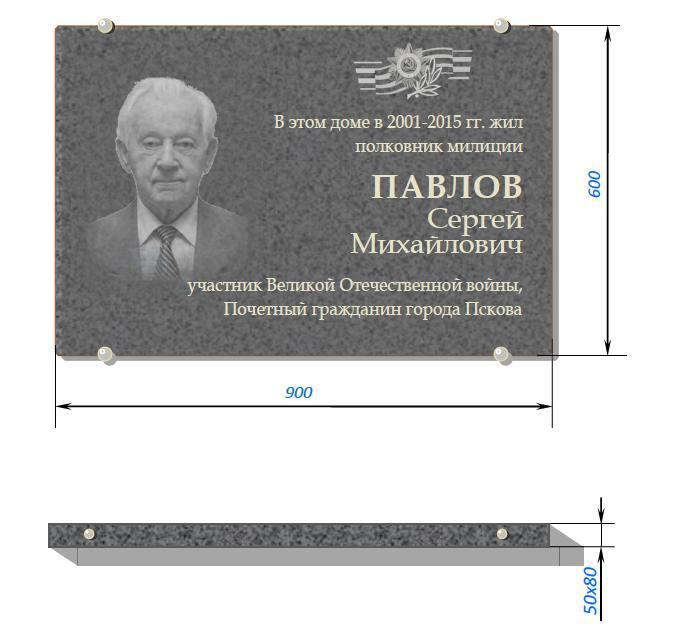 В этом доме в 2001-2015 гг. жил
полковник милиции
ПАВЛОВ
Сергей
Михайлович
участник Великой Отечественной войны,
Почетный гражданин города Пскова
600
900
50х80